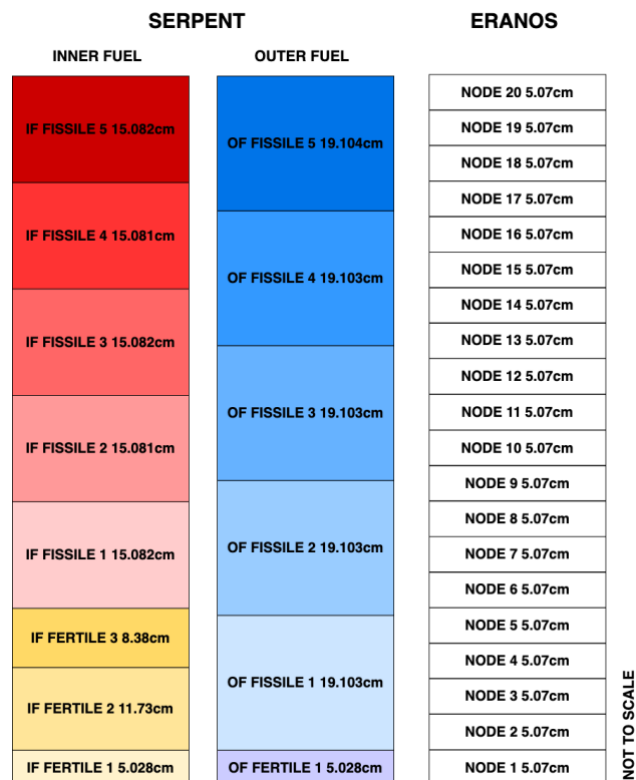 SERPENT
ERANOS
INNER FUEL
OUTER FUEL
IF FISSILE 5 15.082cm
IF FISSILE 4 15.081cm
IF FISSILE 3 15.082cm
IF FISSILE 2 15.081cm
IF FISSILE 1 15.082cm
IF FERTILE 3 8.38cm
IF FERTILE 2 11.73cm
IF FERTILE 1 5.028cm
OF FISSILE 5 19.104cm
OF FISSILE 4 19.103cm
OF FISSILE 3 19.103cm
OF FISSILE 2 19.103cm
OF FISSILE 1 19.103cm
OF FERTILE 1 5.028cm
NODE 20 5.07cm
NODE 19 5.07cm
NODE 18 5.07cm
NODE 17 5.07cm
NODE 16 5.07cm
NODE 15 5.07cm
NODE 14 5.07cm
NODE 13 5.07cm
NODE 12 5.07cm
NODE 11 5.07cm
NODE 10 5.07cm
NODE 9 5.07cm
NODE 8 5.07cm
NODE 7 5.07cm
NODE 6 5.07cm
NODE 5 5.07cm
NODE 4 5.07cm
NODE 3 5.07cm
NODE 2 5.07cm
NODE 1 5.07cm
NOT TO SCALE